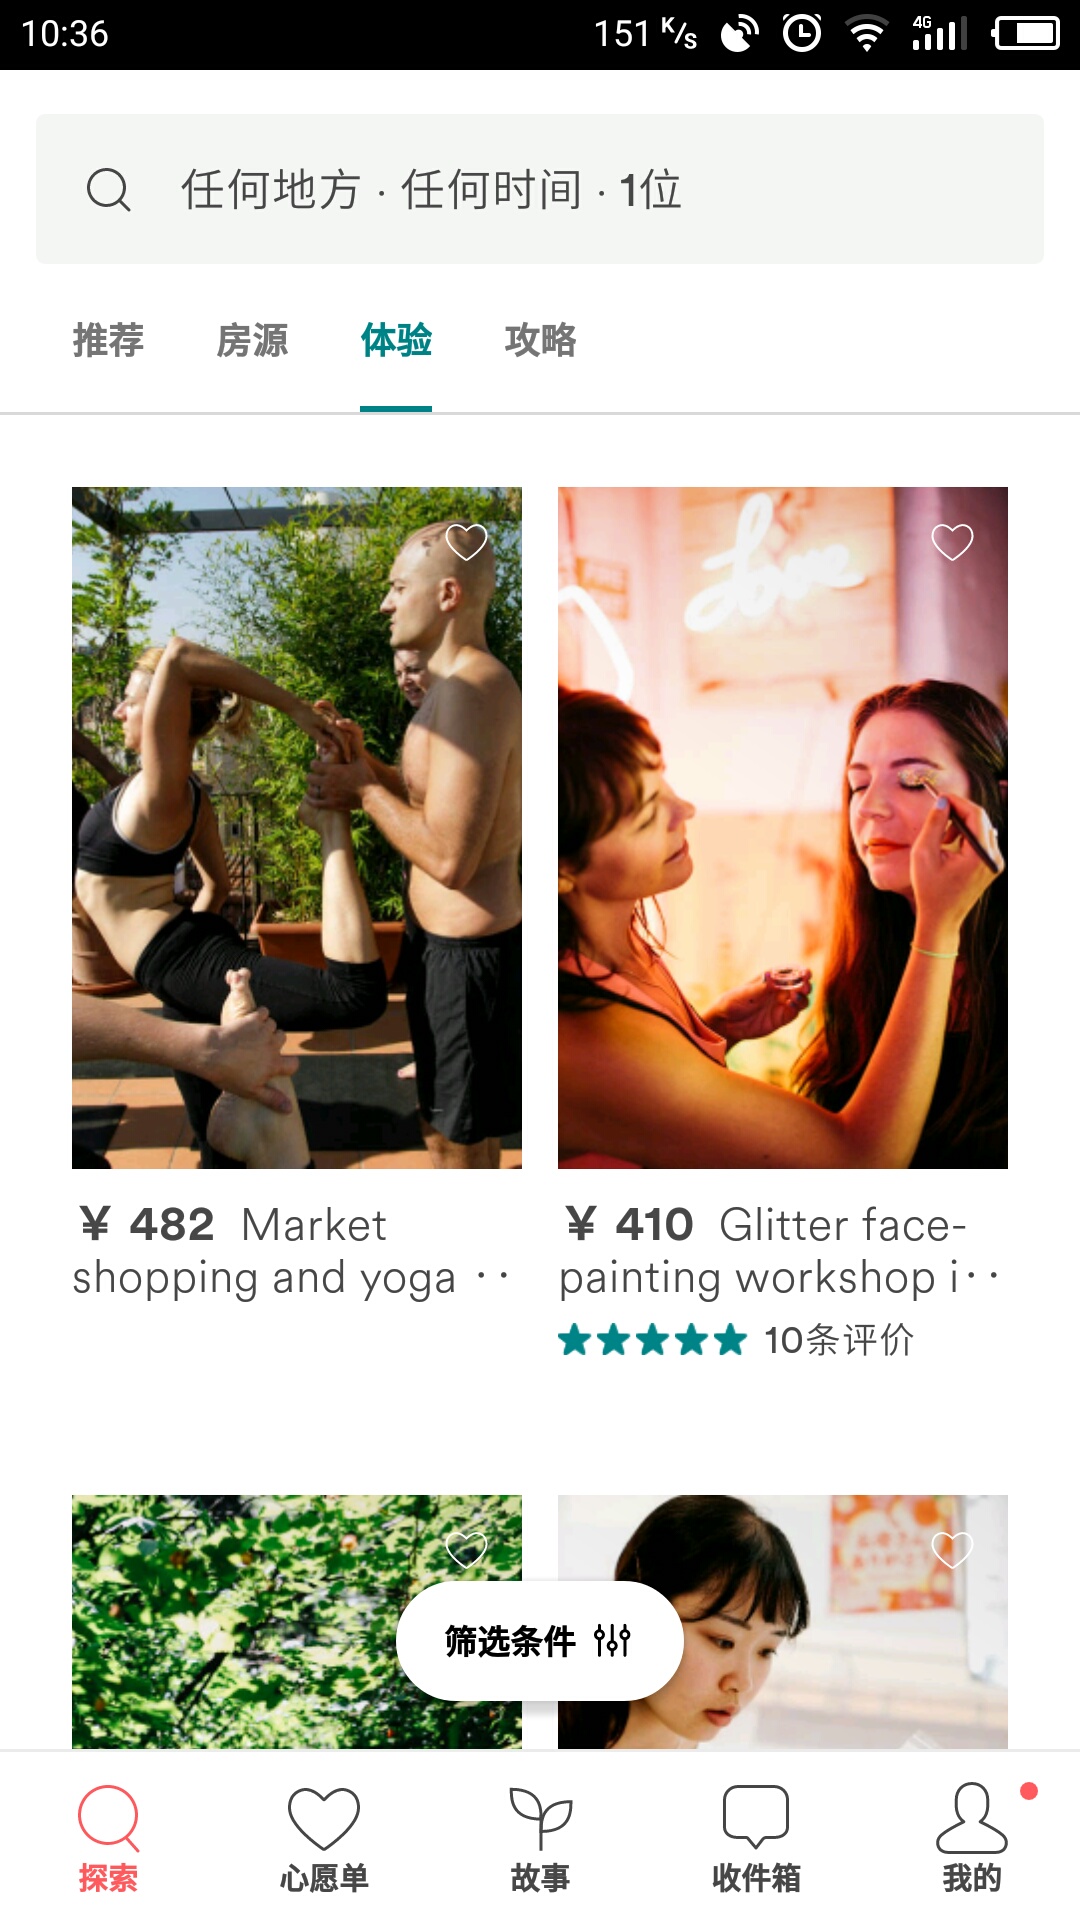 10:36
151 K/s
4G
任何地方 · 任何时间 · 1位
推荐 房源 体验 攻略
Love
¥ 482 Market
shopping and yoga ··
¥ 410 Glitter face-
painting workshop i··
10条评价
筛选条件
探索 心愿单 故事 收件箱 我的